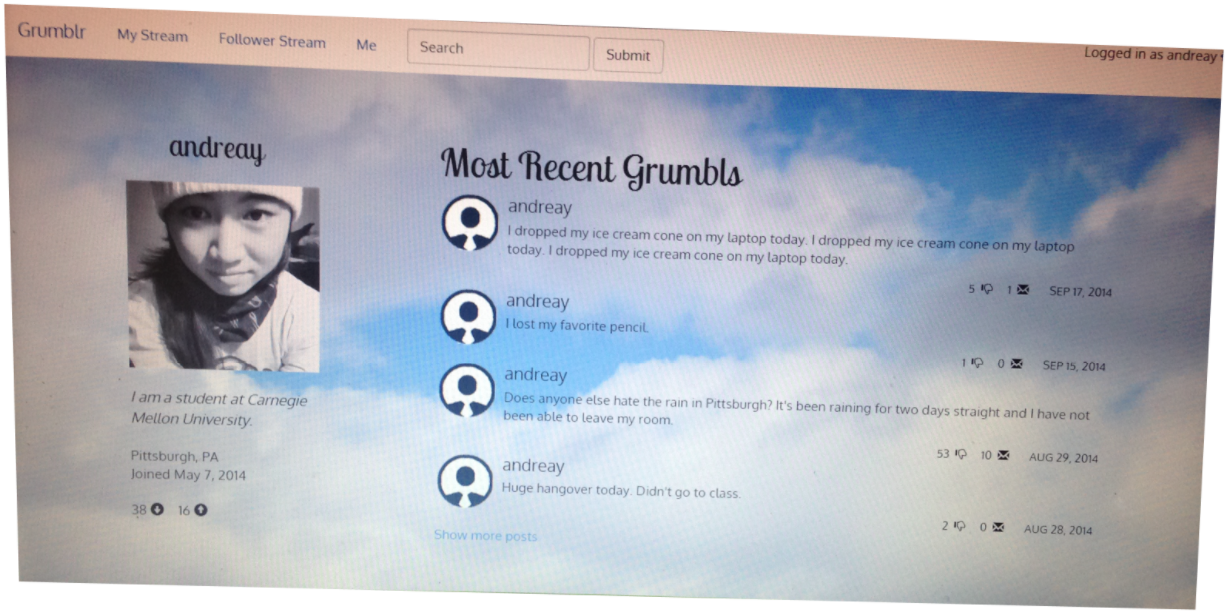 Grumblr My Stream Follower Stream Me Search Submit Logged in as andreay
andreay
I am a student at Carnegie
Mellon University.
Pittsburgh, PA
Joined May 7, 2014
38 16
Most Recent Grumbls
andreay
I dropped my ice cream cone on my laptop today. I dropped my ice cream cone on my laptop
today. I dropped my ice cream cone on my laptop today.
5 1 SEP 17, 2014
andreay
I lost my favorite pencil.
1 0 SEP 15, 2014
andreay
Does anyone else hate the rain in Pittsburgh? It's been raining for two days straight and I have not
been able to leave my room.
53 10 AUG 29, 2014
andreay
Huge hangover today. Didn't go to class.
2 0 AUG 28, 2014
Show more posts